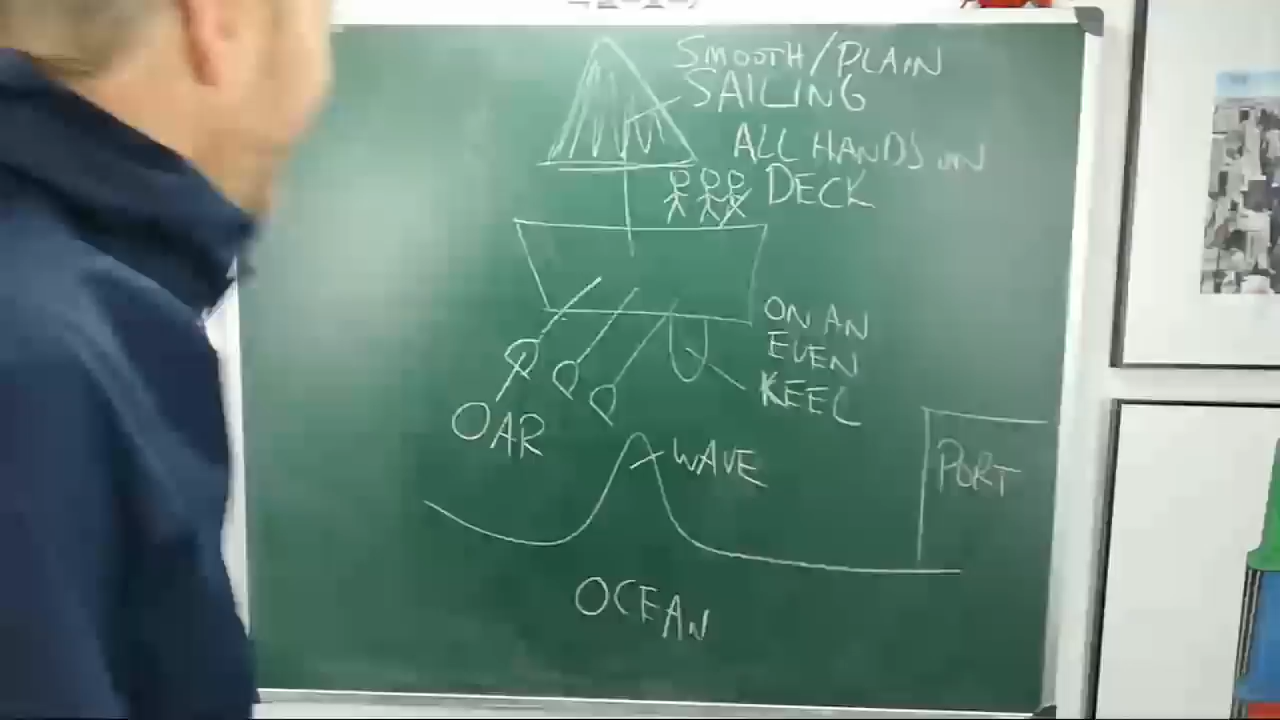 SMOOTH/PLAIN
SAILING
ALL HANDS ON
DECK
ON AN
EVEN
KEEL
OAR
WAVE
PORT
OCEAN